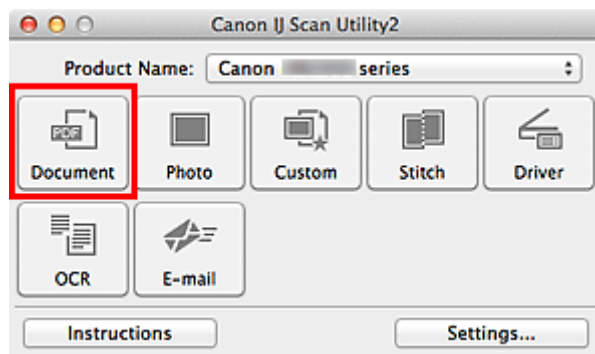 Canon IJ Scan Utility2
Product Name: Canon series
PDF
Document Photo Custom Stitch Driver
OCR E-mail
Instructions Settings...